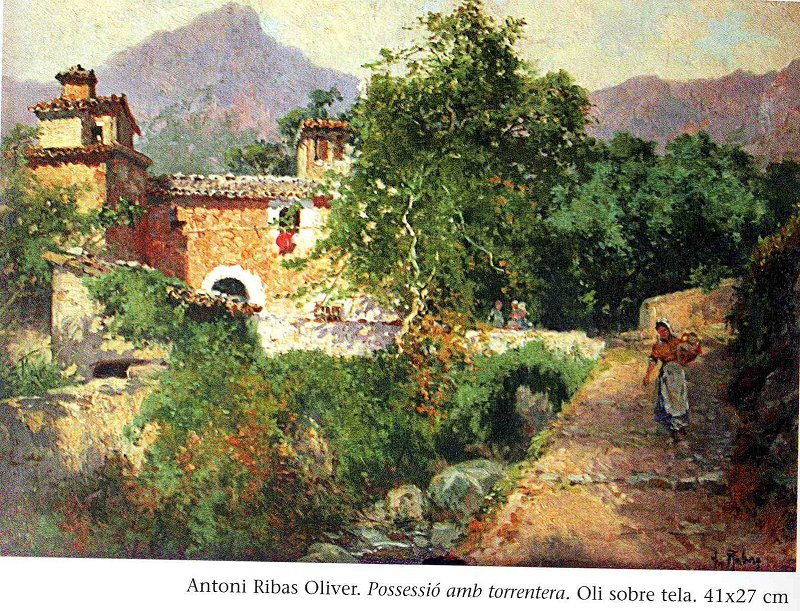 Antoni Ribas Oliver. Possessió amb torrentera. Oli sobre tela. 41x27 cm